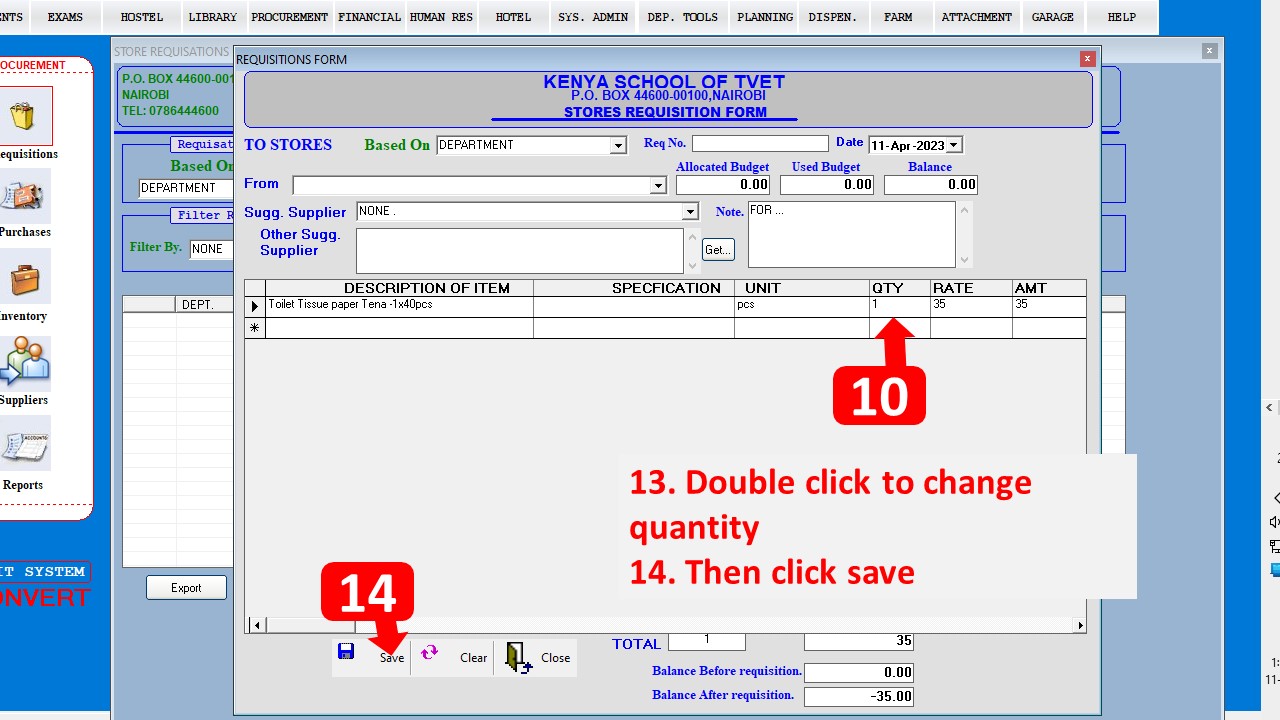 NTS EXAMS HOSTEL LIBRARY PROCUREMENT FINANCIAL HUMAN RES HOTEL SYS. ADMIN DEP. TOOLS PLANNING DISPEN. FARM ATTACHMENT GARAGE HELP
STORE REQUISATIONS
REQUISITIONS FORM
OCUREMENT
P.O. BOX 44600-001
NAIROBI
TEL: 0786444600
KENYA SCHOOL OF TVET
P.O. BOX 44600-00100,NAIROBI
STORES REQUISITION FORM
equisitions
Purchases
Inventory
Suppliers
ACCOUNTS
Reports
IT SYSTEM
ONVERT
Requisat
Based On
DEPARTMENT
Filter R
Filter By. NONE
DEPT.
Export
TO STORES Based On DEPARTMENT Req No. Date 11-Apr-2023
Allocated Budget Used Budget Balance
From 0.00 0.00 0.00
Sugg. Supplier NONE . Note. FOR ...
Other Sugg.
Supplier
Get...
DESCRIPTION OF ITEM SPECFICATION UNIT QTY RATE AMT
Toilet Tissue paper Tena -1x40pcs pcs 1 35 35
10
13. Double click to change
quantity
14. Then click save
14
Save Clear Close
TOTAL 1 35
Balance Before requisition. 0.00
Balance After requisition. -35.00
1:
11-